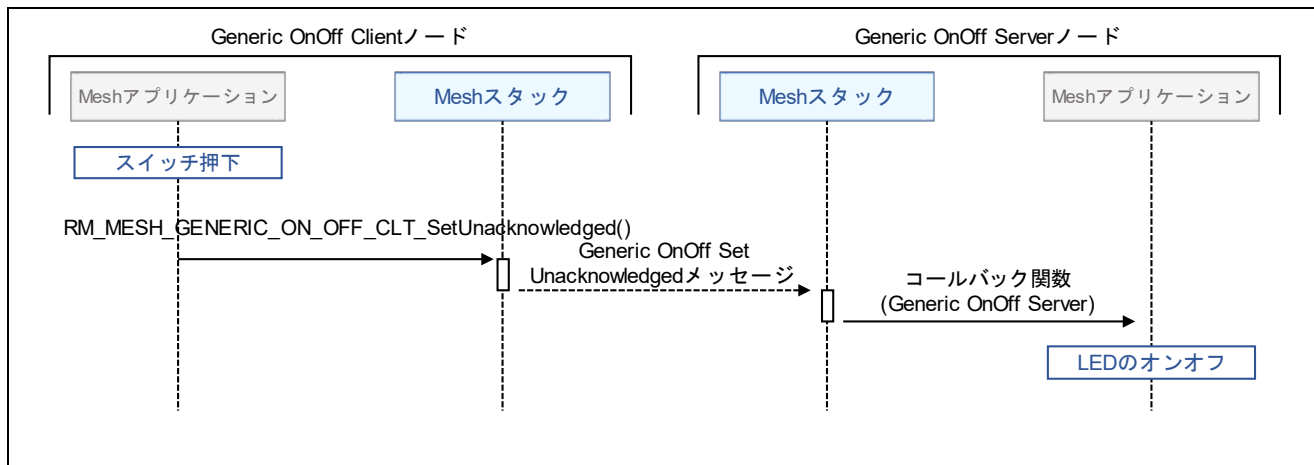 Generic OnOff Clientノード
Generic OnOff Serverノード
Meshアプリケーション
Meshスタック
Meshスタック
Meshアプリケーション
スイッチ押下
RM_MESH_GENERIC_ON_OFF_CLT_SetUnacknowledged()
Generic OnOff Set
Unacknowledgedメッセージ
コールバック関数
(Generic OnOff Server)
LEDのオンオフ